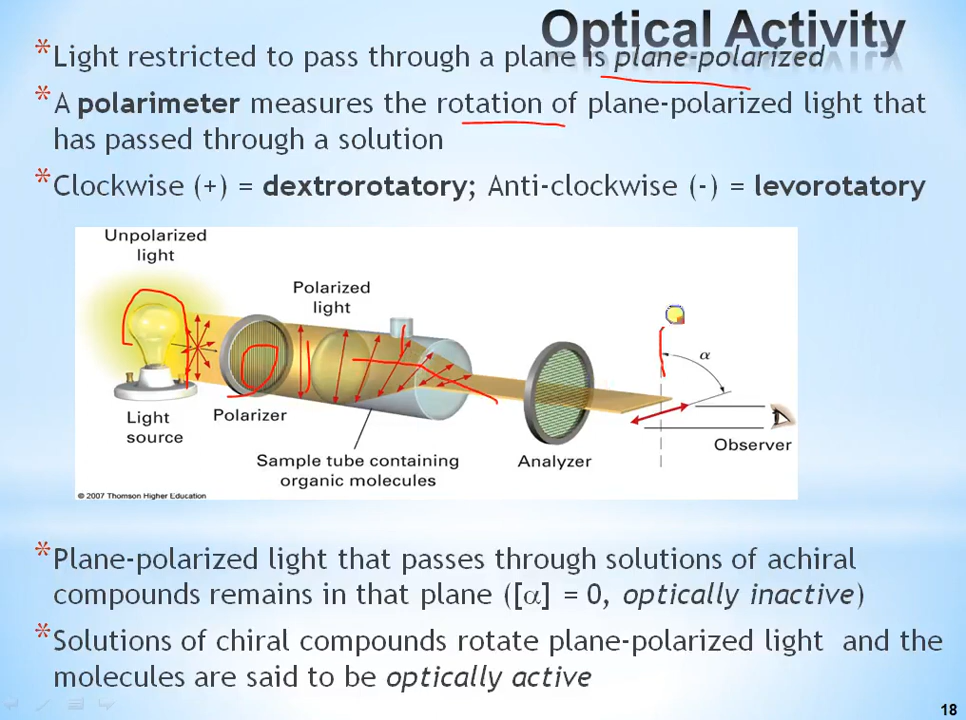 Optical Activity
* Light restricted to pass through a plane is plane-polarized
* A polarimeter measures the rotation of plane-polarized light that
has passed through a solution
* Clockwise (+) = dextrorotatory; Anti-clockwise (-) = levorotatory
Unpolarized
light
Polarized
light
α
Light
source
Polarizer
Sample tube containing
organic molecules
Analyzer
Observer
© 2007 Thomson Higher Education
* Plane-polarized light that passes through solutions of achiral
compounds remains in that plane ([α] = 0, optically inactive)
* Solutions of chiral compounds rotate plane-polarized light and the
molecules are said to be optically active
18